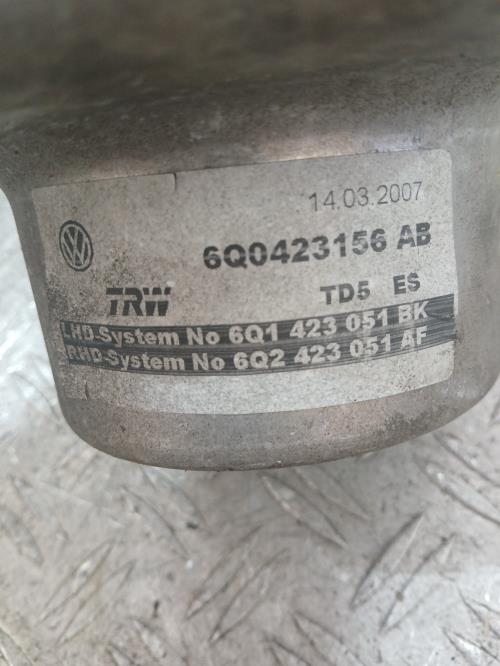 14.03.2007
6Q0423156 AB
TRW TD5 ES
LHD-System No 6Q1 423 051 BK
RHD-System No 6Q2 423 051 AF